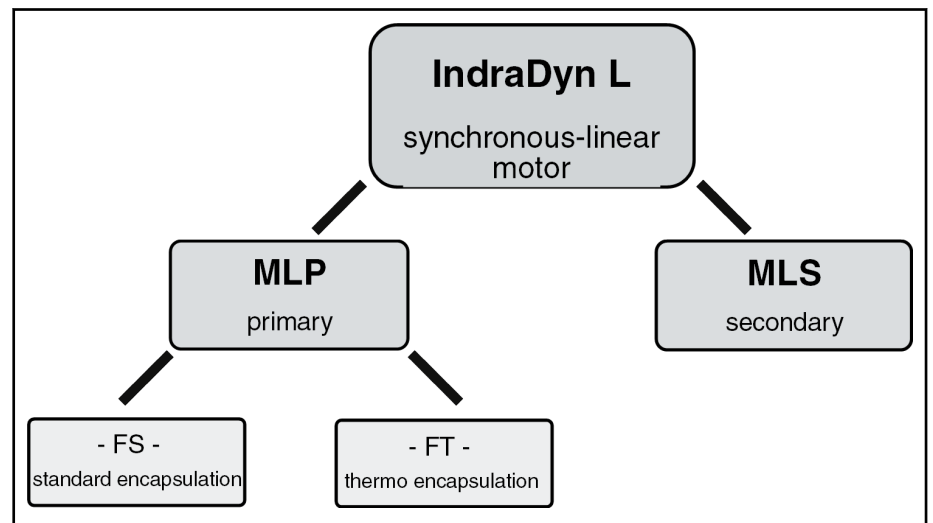 IndraDyn L
synchronous-linear
motor
MLP
primary
MLS
secondary
- FS -
standard encapsulation
- FT -
thermo encapsulation